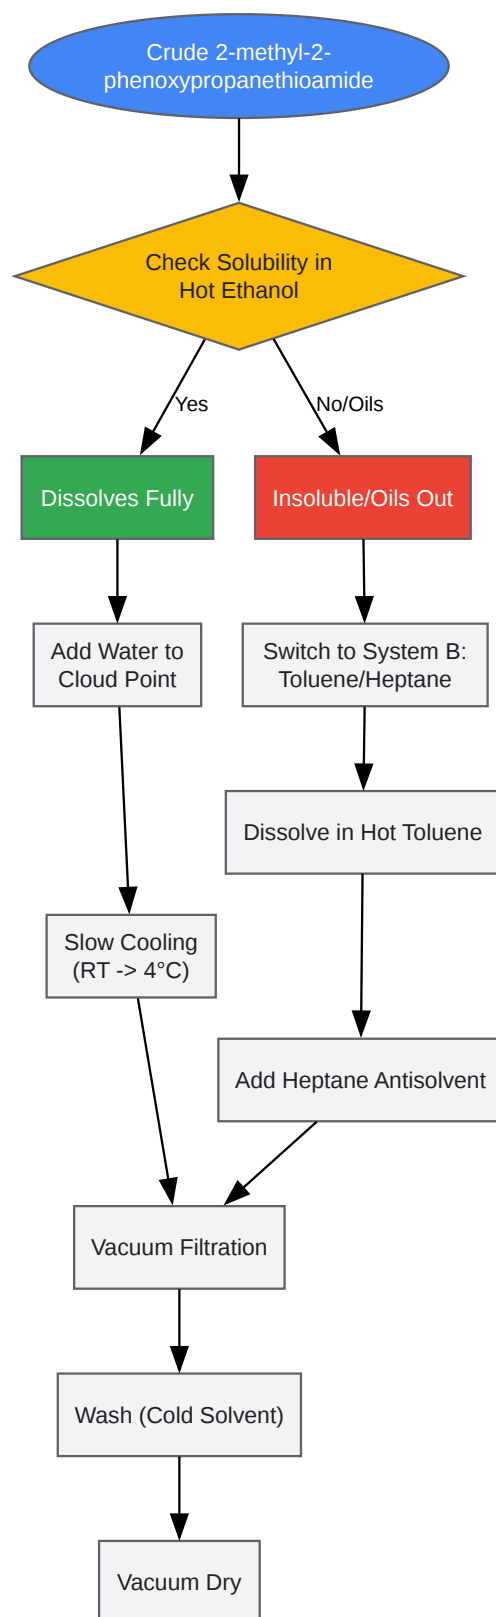 Crude 2-methyl-2-
phenoxypropanethioamide
Check Solubility in
Hot Ethanol
Yes
No/Oils
Dissolves Fully
Insoluble/Oils Out
Add Water to
Cloud Point
Switch to System B:
Toluene/Heptane
Dissolve in Hot Toluene
Slow Cooling
(RT -> 4°C)
Add Heptane Antisolvent
Vacuum Filtration
Wash (Cold Solvent)
Vacuum Dry